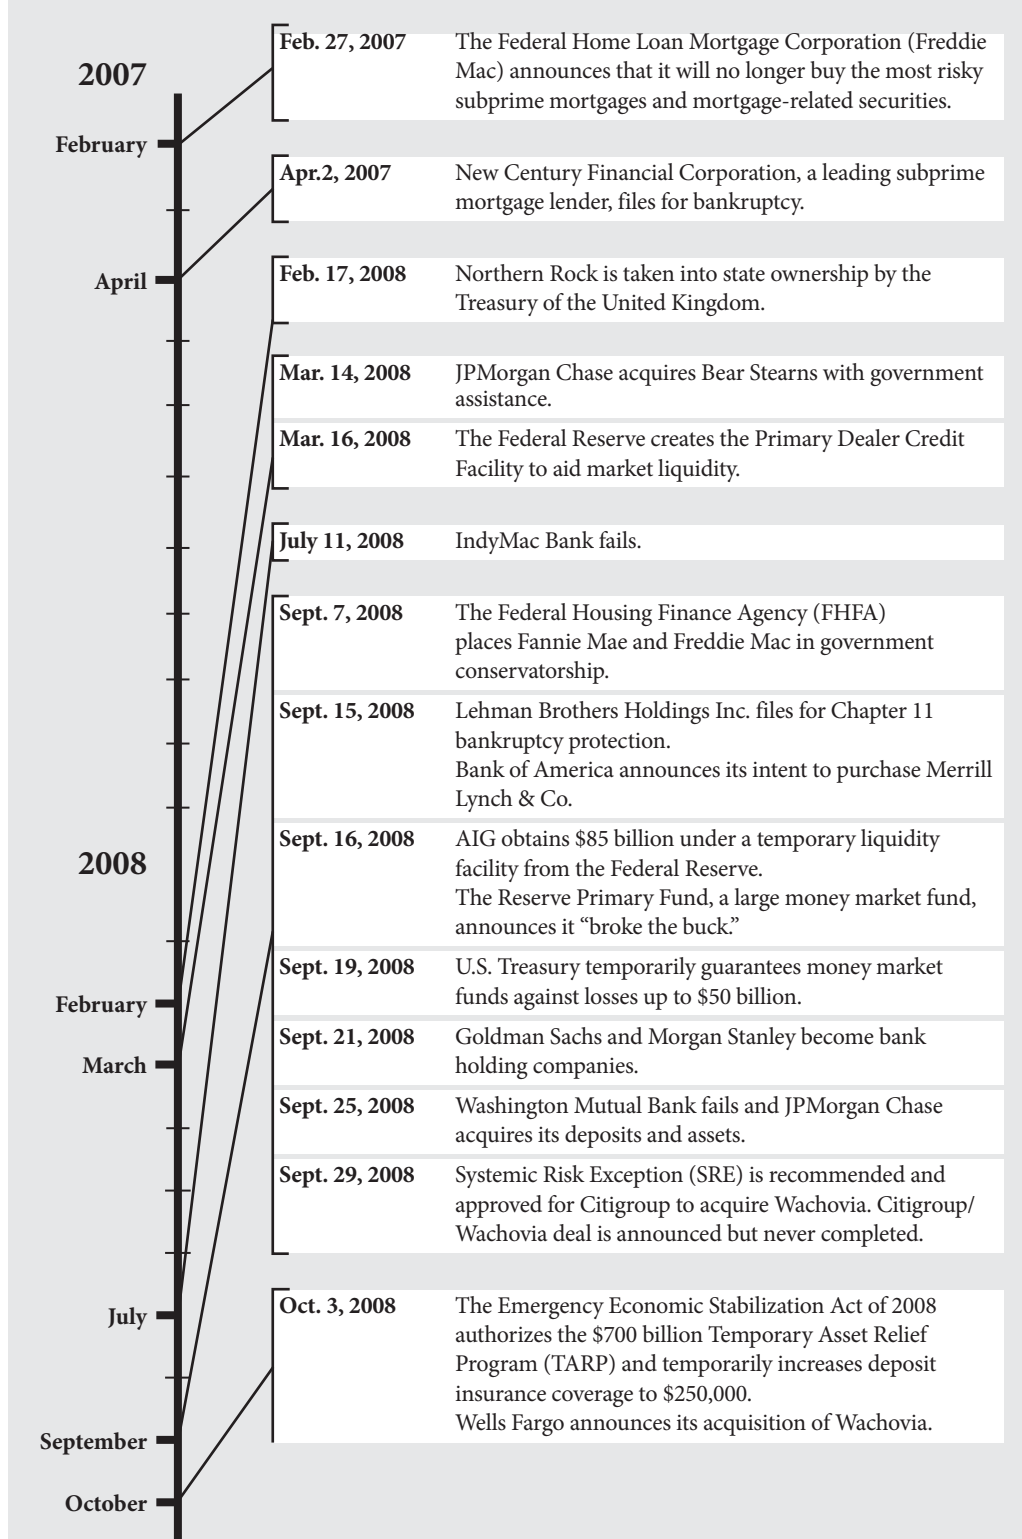 2007
February
April
2008
February
March
July
September
October
Feb. 27, 2007
The Federal Home Loan Mortgage Corporation (Freddie
Mac) announces that it will no longer buy the most risky
subprime mortgages and mortgage-related securities.
Apr.2, 2007
New Century Financial Corporation, a leading subprime
mortgage lender, files for bankruptcy.
Feb. 17, 2008
Northern Rock is taken into state ownership by the
Treasury of the United Kingdom.
Mar. 14, 2008
JPMorgan Chase acquires Bear Stearns with government
assistance.
Mar. 16, 2008
The Federal Reserve creates the Primary Dealer Credit
Facility to aid market liquidity.
July 11, 2008
IndyMac Bank fails.
Sept. 7, 2008
The Federal Housing Finance Agency (FHFA)
places Fannie Mae and Freddie Mac in government
conservatorship.
Sept. 15, 2008
Lehman Brothers Holdings Inc. files for Chapter 11
bankruptcy protection.
Bank of America announces its intent to purchase Merrill
Lynch & Co.
Sept. 16, 2008
AIG obtains $85 billion under a temporary liquidity
facility from the Federal Reserve.
The Reserve Primary Fund, a large money market fund,
announces it “broke the buck.”
Sept. 19, 2008
U.S. Treasury temporarily guarantees money market
funds against losses up to $50 billion.
Sept. 21, 2008
Goldman Sachs and Morgan Stanley become bank
holding companies.
Sept. 25, 2008
Washington Mutual Bank fails and JPMorgan Chase
acquires its deposits and assets.
Sept. 29, 2008
Systemic Risk Exception (SRE) is recommended and
approved for Citigroup to acquire Wachovia. Citigroup/
Wachovia deal is announced but never completed.
Oct. 3, 2008
The Emergency Economic Stabilization Act of 2008
authorizes the $700 billion Temporary Asset Relief
Program (TARP) and temporarily increases deposit
insurance coverage to $250,000.
Wells Fargo announces its acquisition of Wachovia.